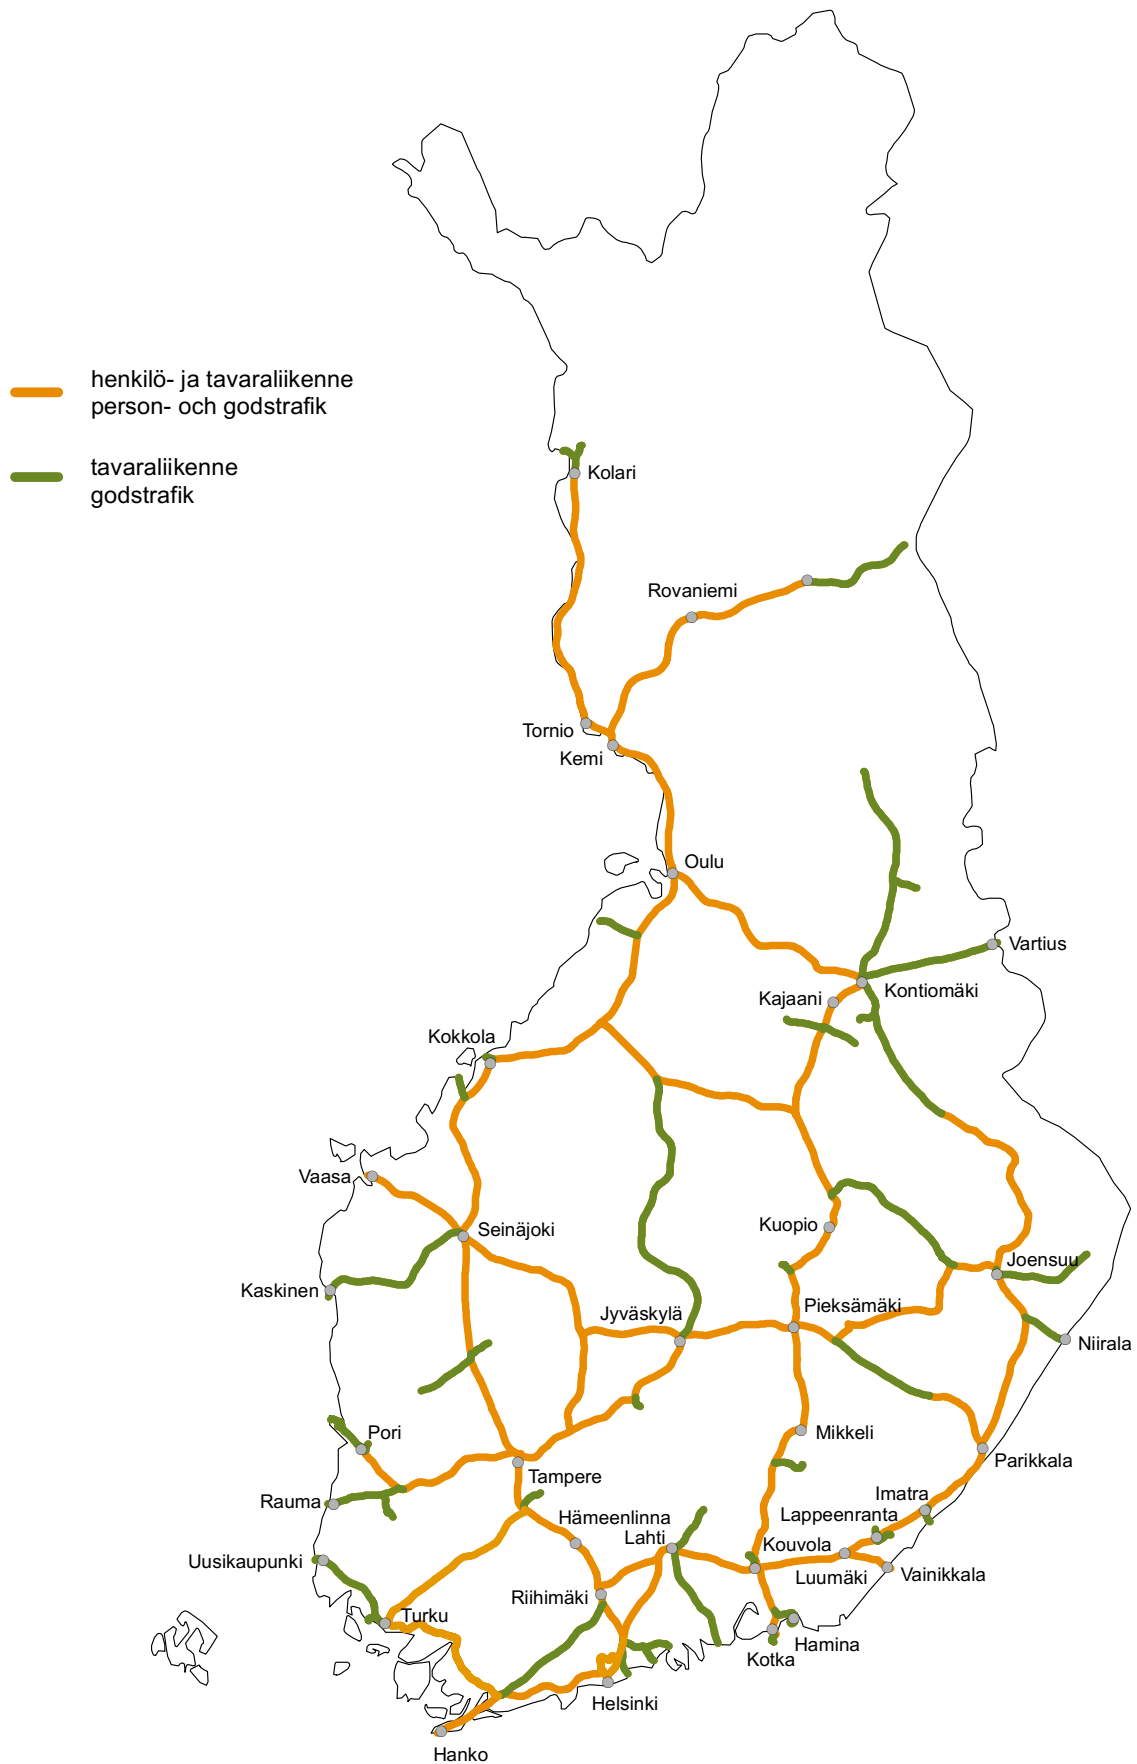 henkilö- ja tavaraliikenne
person- och godstrafik
tavaraliikenne
godstrafik
Kolari
Rovaniemi
Tornio
Kemi
Oulu
Vartius
Kontiomäki
Kajaani
Kokkola
Vaasa
Seinäjoki
Kuopio
Joensuu
Kaskinen
Jyväskylä
Pieksämäki
Niirala
Pori
Mikkeli
Parikkala
Tampere
Rauma
Imatra
Lappeenranta
Hämeenlinna
Lahti
Kouvola
Uusikaupunki
Luumäki
Vainikkala
Riihimäki
Turku
Hamina
Kotka
Helsinki
Hanko